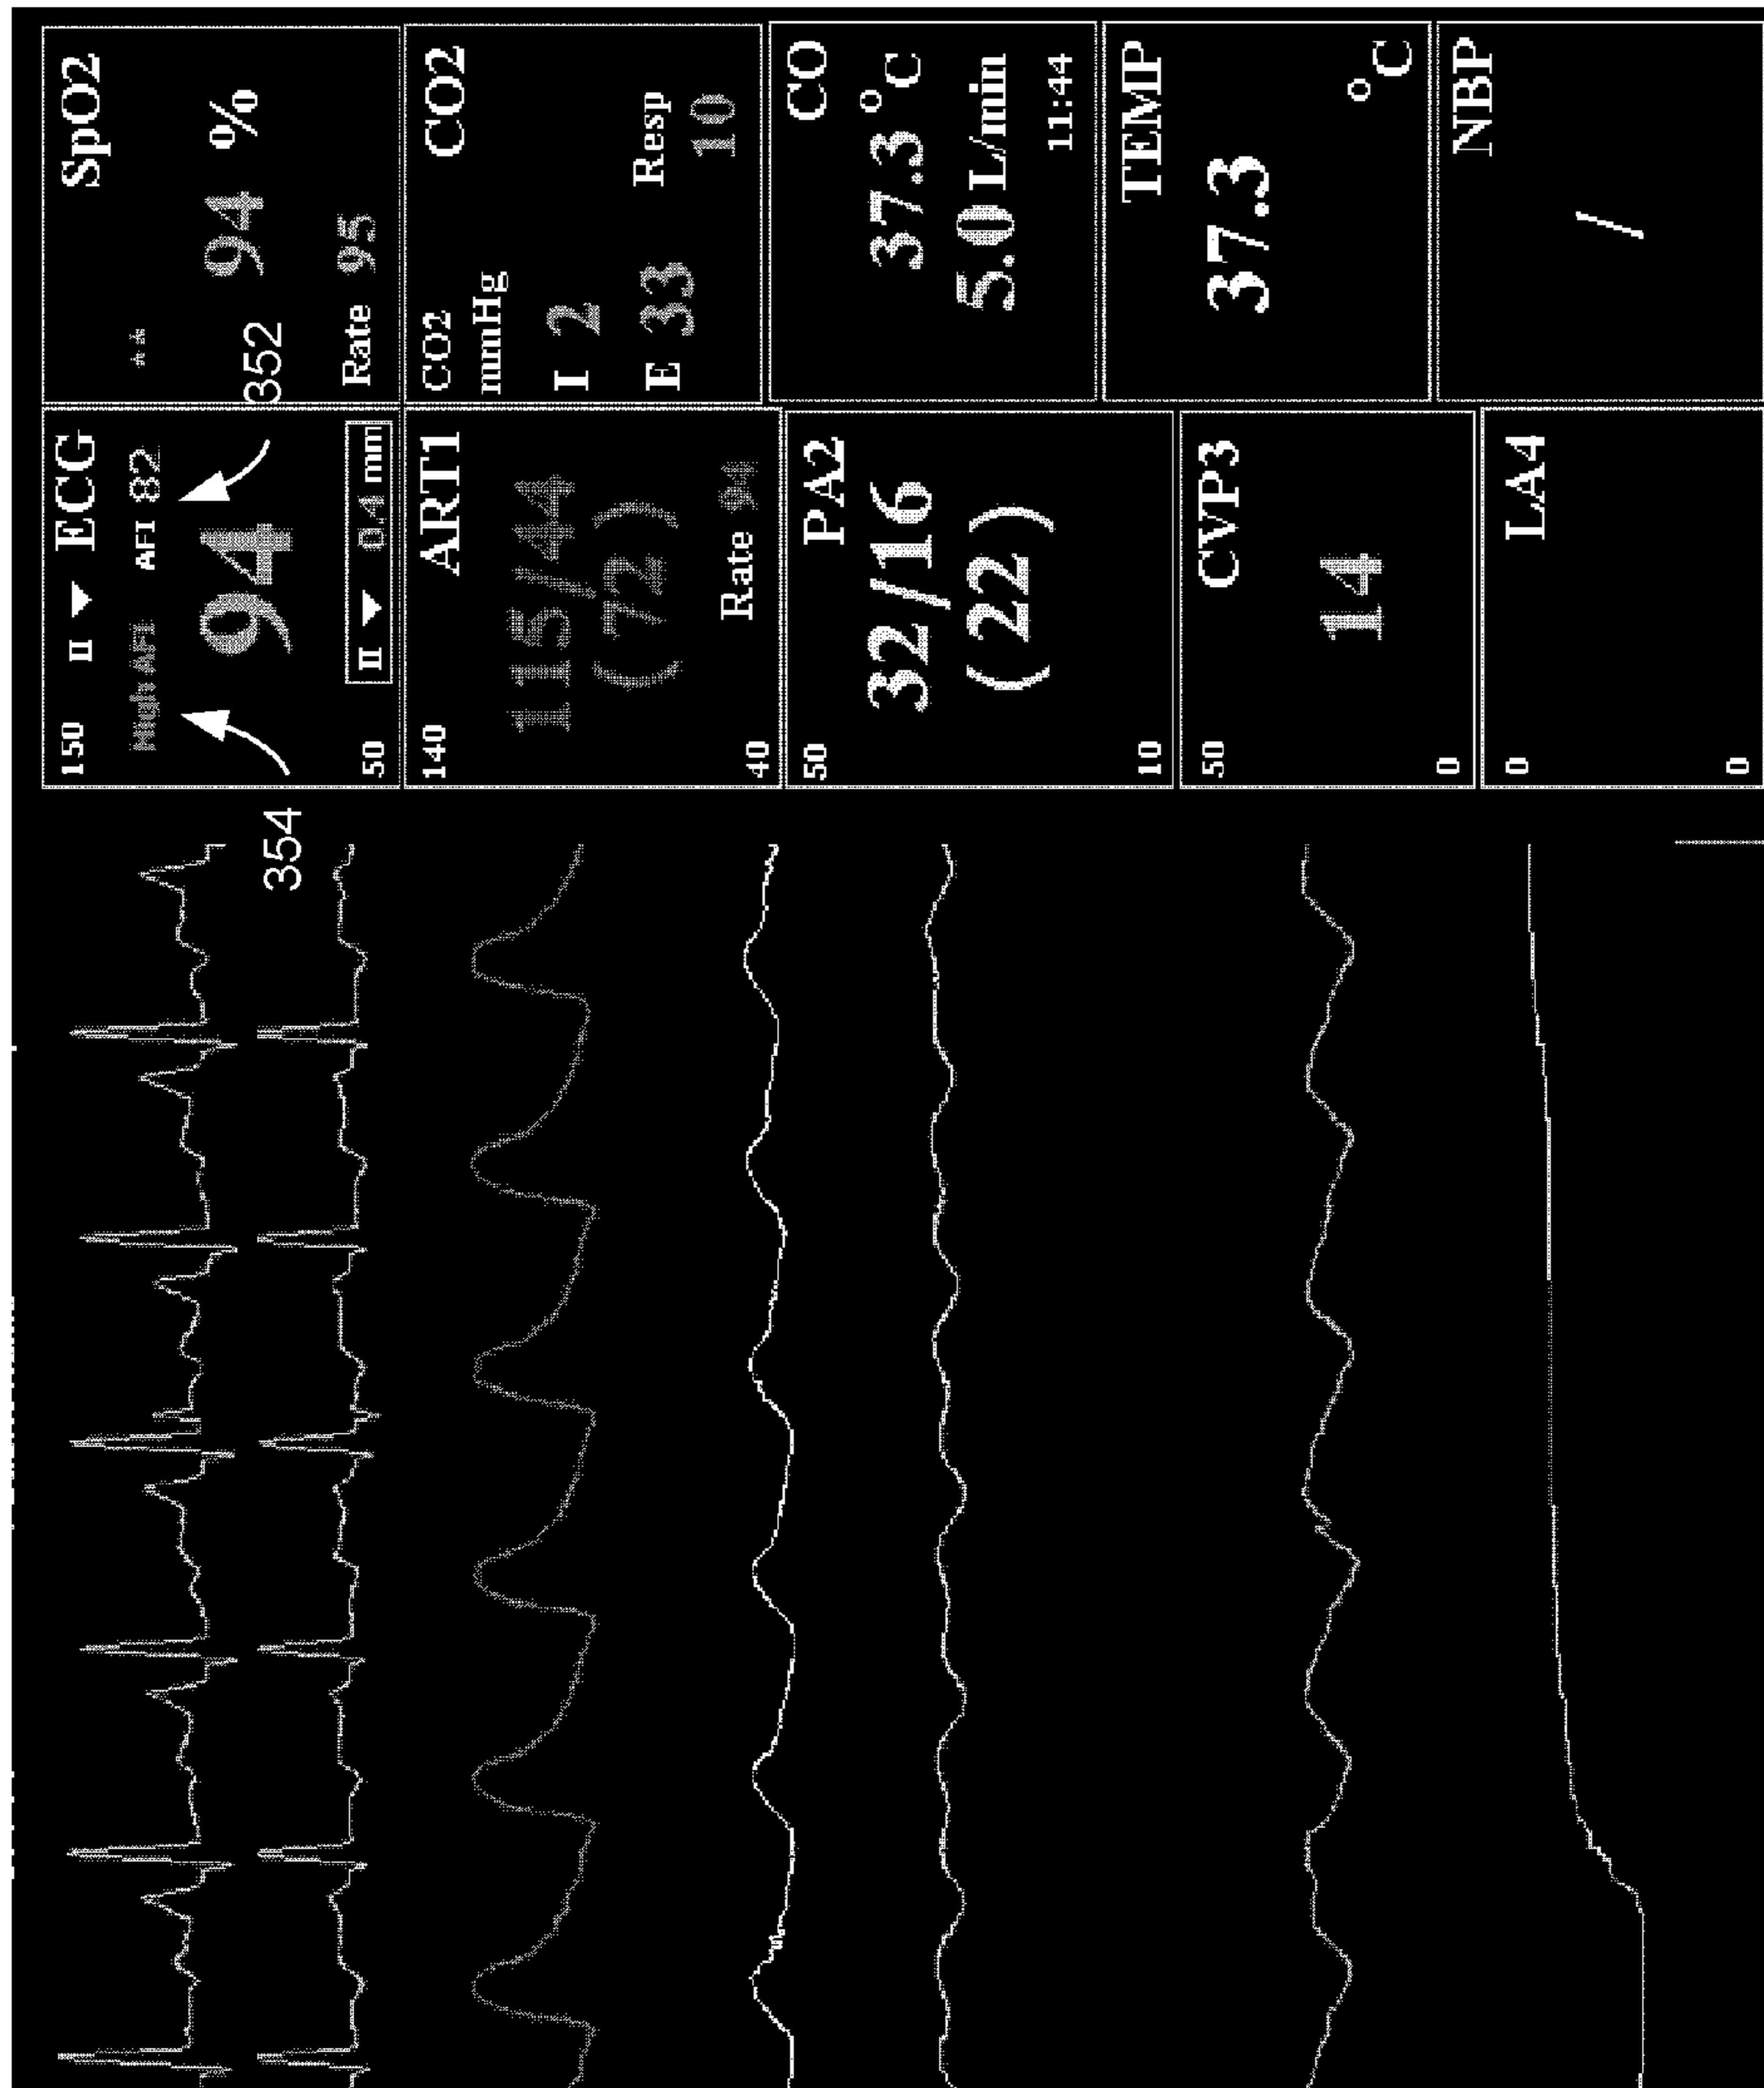 150 II ▼ ECG
High AFI AFI 82
94
50 II ▼ 0.4 mm
354
352
SpO2
**
94 %
Rate 95
140 ART1
115/44
( 72 )
40 Rate 94
CO2 CO2
mmHg
I 2
E 33 Resp
10
50 PA2
32/16
( 22 )
10
CO
37.3 °C
5.0 L/min
11:44
50 CVP3
14
0
TEMP
37.3
°C
0 LA4
0
NBP
/